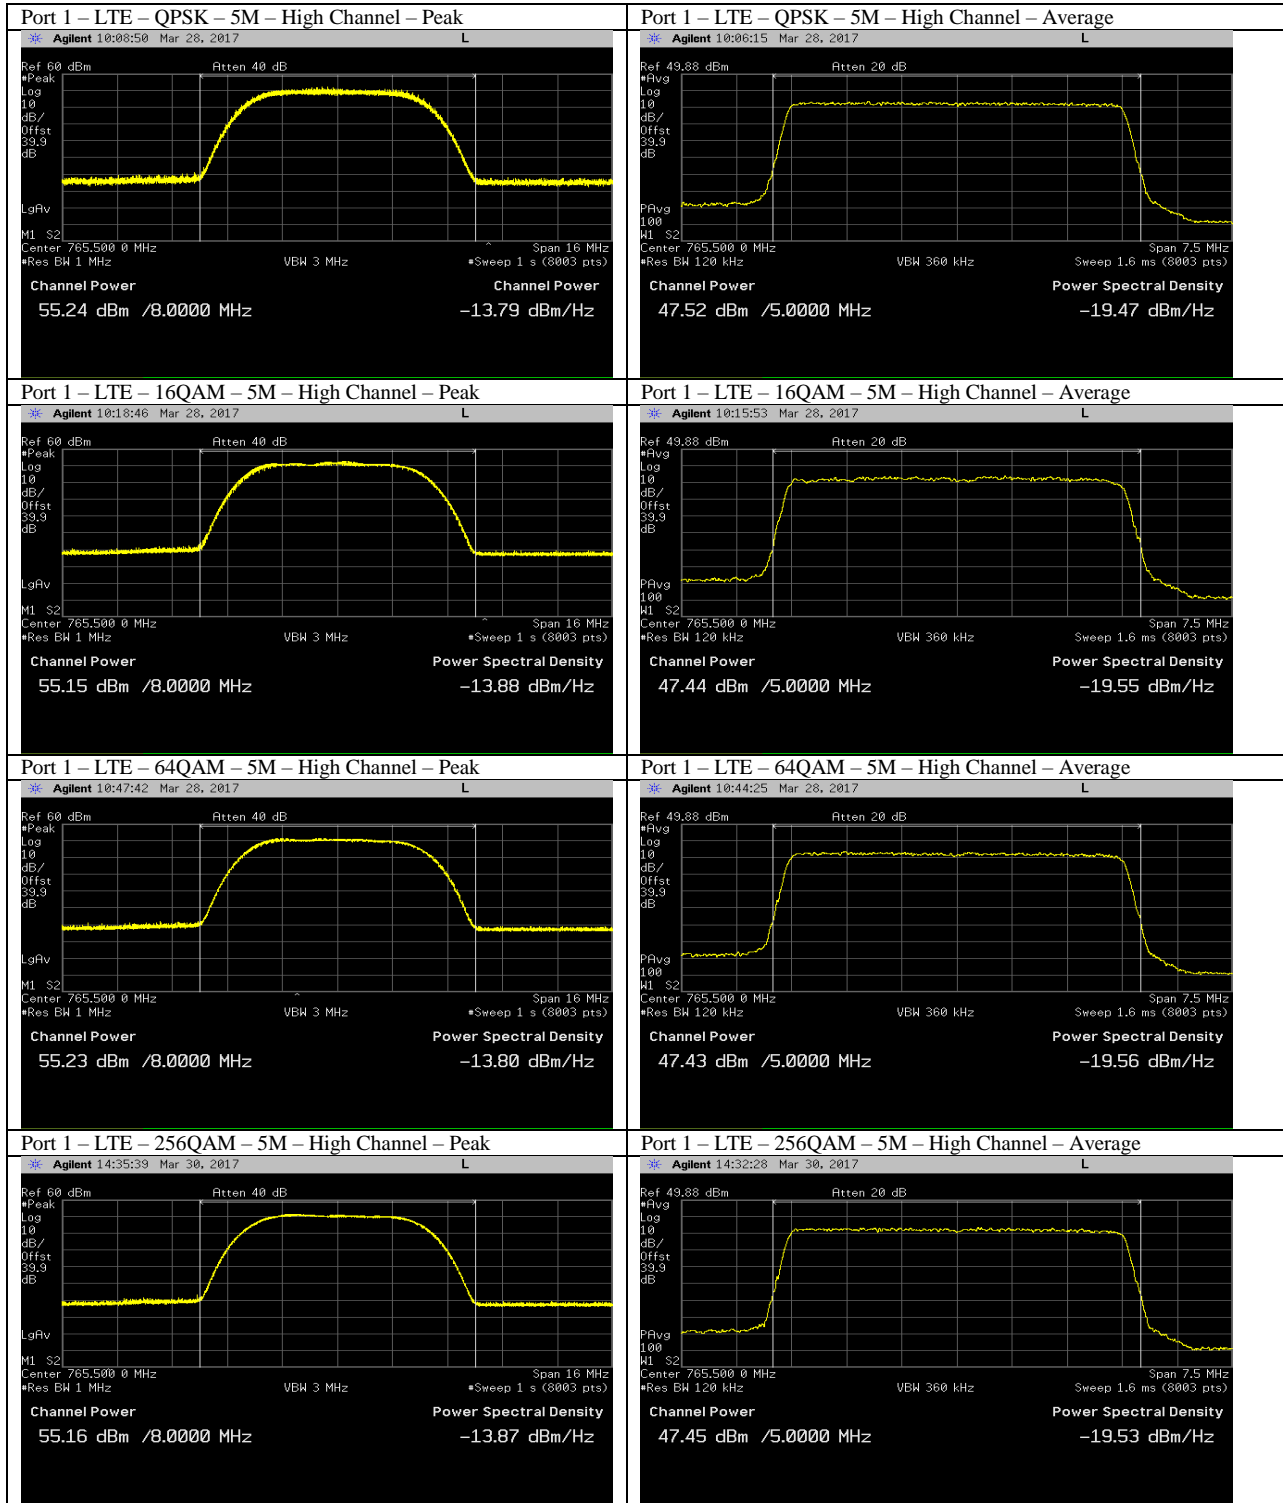 Port 1 – LTE – QPSK – 5M – High Channel – Peak
Agilent 10:08:50 Mar 28, 2017 L
Ref 60 dBm Atten 40 dB
#Peak
Log
10
dB/
Offst
39.9
dB
LgAv
M1 S2
Center 765.500 0 MHz Span 16 MHz
#Res BW 1 MHz VBW 3 MHz #Sweep 1 s (8003 pts)
Channel Power Channel Power
55.24 dBm /8.0000 MHz -13.79 dBm/Hz
Port 1 – LTE – QPSK – 5M – High Channel – Average
Agilent 10:06:15 Mar 28, 2017 L
Ref 49.88 dBm Atten 20 dB
#Avg
Log
10
dB/
Offst
39.9
dB
PAvg
100
W1 S2
Center 765.500 0 MHz Span 7.5 MHz
#Res BW 120 kHz VBW 360 kHz Sweep 1.6 ms (8003 pts)
Channel Power Power Spectral Density
47.52 dBm /5.0000 MHz -19.47 dBm/Hz
Port 1 – LTE – 16QAM – 5M – High Channel – Peak
Agilent 10:18:46 Mar 28, 2017 L
Ref 60 dBm Atten 40 dB
#Peak
Log
10
dB/
Offst
39.9
dB
LgAv
M1 S2
Center 765.500 0 MHz Span 16 MHz
#Res BW 1 MHz VBW 3 MHz #Sweep 1 s (8003 pts)
Channel Power Power Spectral Density
55.15 dBm /8.0000 MHz -13.88 dBm/Hz
Port 1 – LTE – 16QAM – 5M – High Channel – Average
Agilent 10:15:53 Mar 28, 2017 L
Ref 49.88 dBm Atten 20 dB
#Avg
Log
10
dB/
Offst
39.9
dB
PAvg
100
W1 S2
Center 765.500 0 MHz Span 7.5 MHz
#Res BW 120 kHz VBW 360 kHz Sweep 1.6 ms (8003 pts)
Channel Power Power Spectral Density
47.44 dBm /5.0000 MHz -19.55 dBm/Hz
Port 1 – LTE – 64QAM – 5M – High Channel – Peak
Agilent 10:47:42 Mar 28, 2017 L
Ref 60 dBm Atten 40 dB
#Peak
Log
10
dB/
Offst
39.9
dB
LgAv
M1 S2
Center 765.500 0 MHz Span 16 MHz
#Res BW 1 MHz VBW 3 MHz #Sweep 1 s (8003 pts)
Channel Power Power Spectral Density
55.23 dBm /8.0000 MHz -13.80 dBm/Hz
Port 1 – LTE – 64QAM – 5M – High Channel – Average
Agilent 10:44:25 Mar 28, 2017 L
Ref 49.88 dBm Atten 20 dB
#Avg
Log
10
dB/
Offst
39.9
dB
PAvg
100
W1 S2
Center 765.500 0 MHz Span 7.5 MHz
#Res BW 120 kHz VBW 360 kHz Sweep 1.6 ms (8003 pts)
Channel Power Power Spectral Density
47.43 dBm /5.0000 MHz -19.56 dBm/Hz
Port 1 – LTE – 256QAM – 5M – High Channel – Peak
Agilent 14:35:39 Mar 30, 2017 L
Ref 60 dBm Atten 40 dB
#Peak
Log
10
dB/
Offst
39.9
dB
LgAv
M1 S2
Center 765.500 0 MHz Span 16 MHz
#Res BW 1 MHz VBW 3 MHz #Sweep 1 s (8003 pts)
Channel Power Power Spectral Density
55.16 dBm /8.0000 MHz -13.87 dBm/Hz
Port 1 – LTE – 256QAM – 5M – High Channel – Average
Agilent 14:32:28 Mar 30, 2017 L
Ref 49.88 dBm Atten 20 dB
#Avg
Log
10
dB/
Offst
39.9
dB
PAvg
100
W1 S2
Center 765.500 0 MHz Span 7.5 MHz
#Res BW 120 kHz VBW 360 kHz Sweep 1.6 ms (8003 pts)
Channel Power Power Spectral Density
47.45 dBm /5.0000 MHz -19.53 dBm/Hz